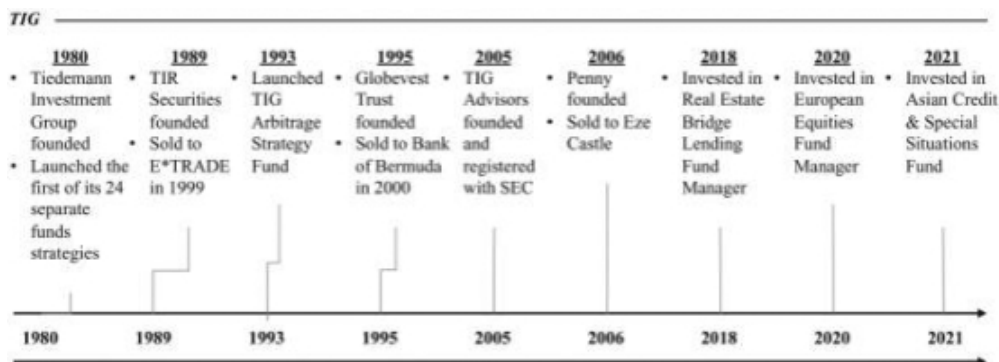 TIG
1980
• Tiedemann
Investment
Group
founded
• Launched the
first of its 24
separate
funds
strategies
1989
• TIR
Securities
founded
• Sold to
E*TRADE
in 1999
1993
• Launched
TIG
Arbitrage
Strategy
Fund
1995
• Globevest
Trust
founded
• Sold to Bank
of Bermuda
in 2000
2005
• TIG
Advisors
founded
and
registered
with SEC
2006
• Penny
founded
• Sold to Eze
Castle
2018
• Invested in
Real Estate
Bridge
Lending
Fund
Manager
2020
• Invested in
European
Equities
Fund
Manager
2021
• Invested in
Asian Credit
& Special
Situations
Fund
1980 1989 1993 1995 2005 2006 2018 2020 2021